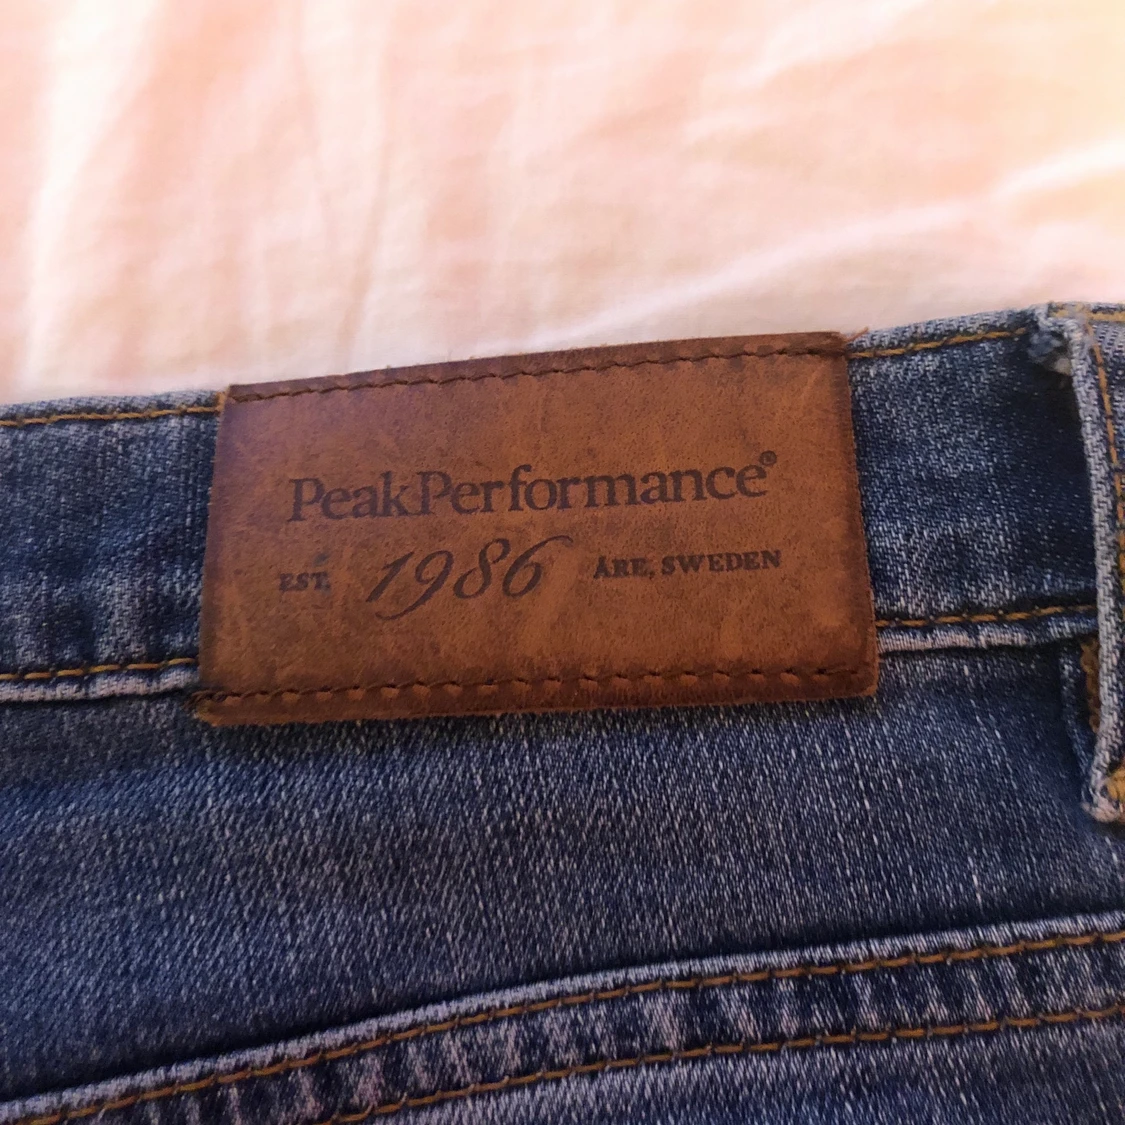 PeakPerformance®
EST. 1986 ÅRE, SWEDEN